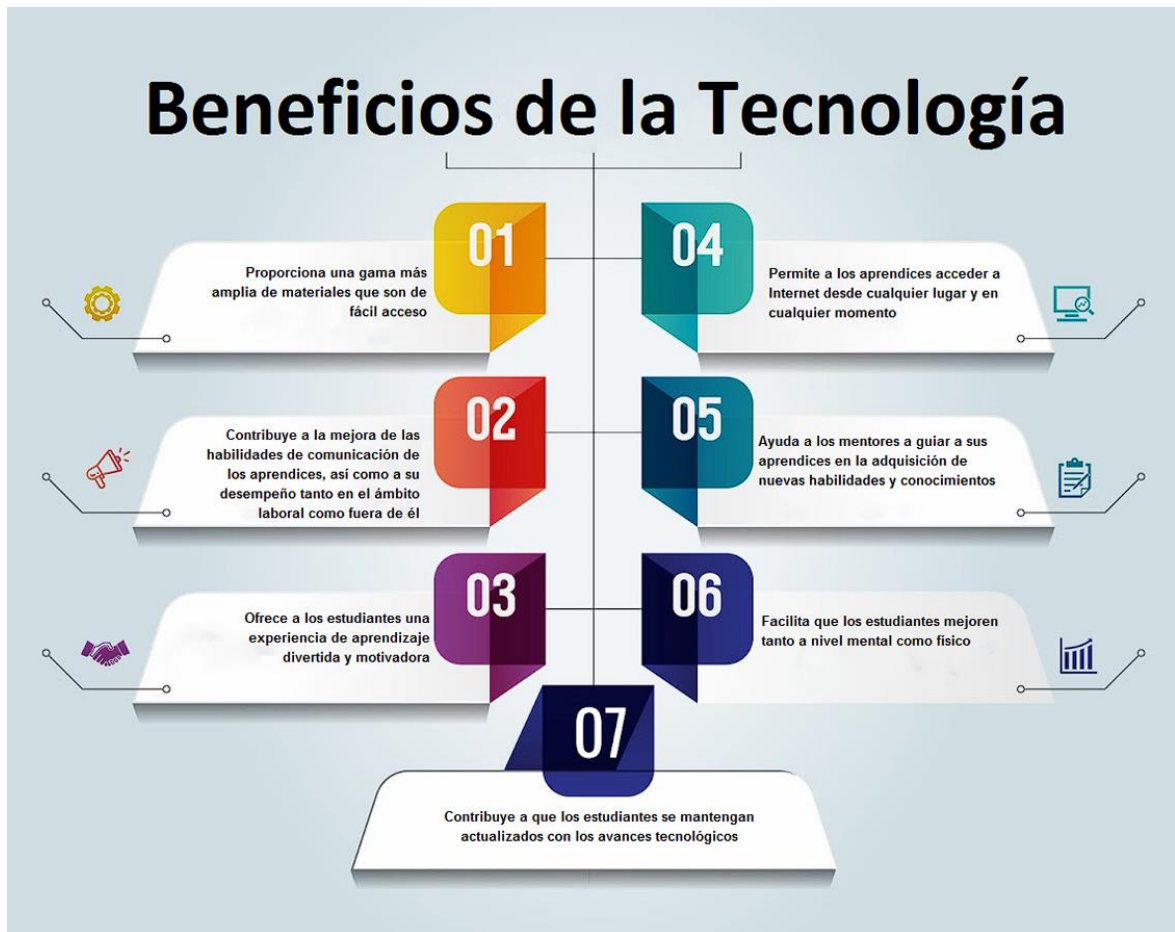 Beneficios de la Tecnología
01
Proporciona una gama más
amplia de materiales que son de
fácil acceso
02
Contribuye a la mejora de las
habilidades de comunicación de
los aprendices, así como a su
desempeño tanto en el ámbito
laboral como fuera de él
03
Ofrece a los estudiantes una
experiencia de aprendizaje
divertida y motivadora
04
Permite a los aprendices acceder a
Internet desde cualquier lugar y en
cualquier momento
05
Ayuda a los mentores a guiar a sus
aprendices en la adquisición de
nuevas habilidades y conocimientos
06
Facilita que los estudiantes mejoren
tanto a nivel mental como físico
07
Contribuye a que los estudiantes se mantengan
actualizados con los avances tecnológicos